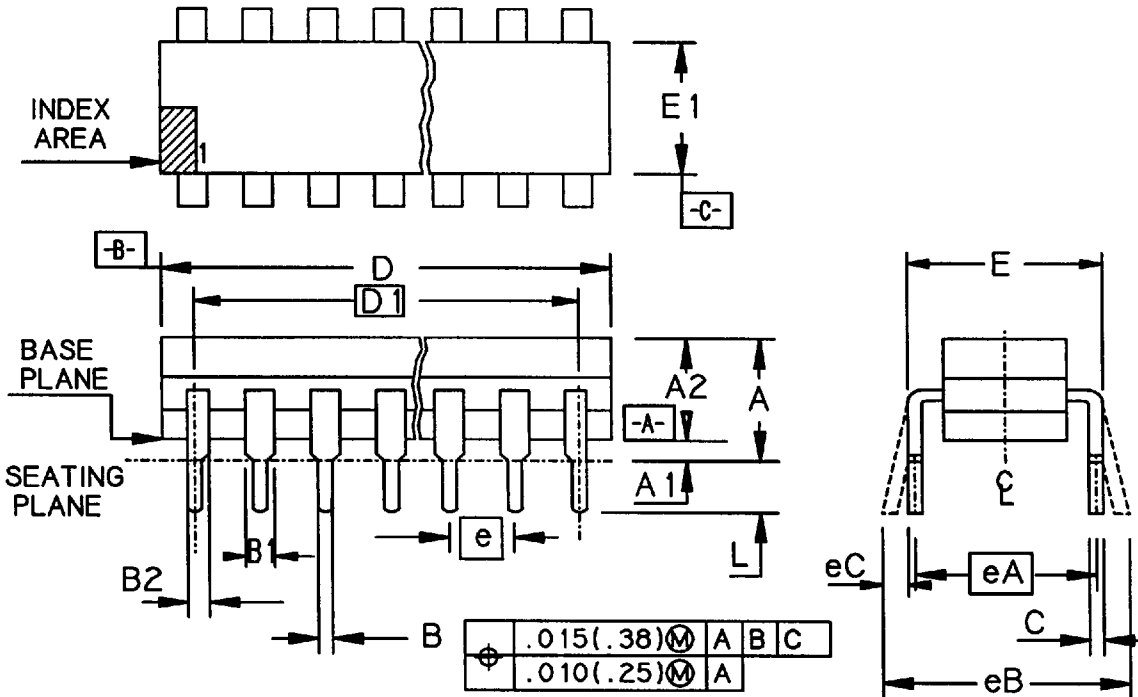 INDEX
AREA
1
E1
-C-
-B-
D
D1
E
BASE
PLANE
A2
A
-A-
SEATING
PLANE
A1
C̲L
e
B1
L
B2
eC
eA
B
C
eB
⌖ .015(.38)Ⓜ A B C
.010(.25)Ⓜ A